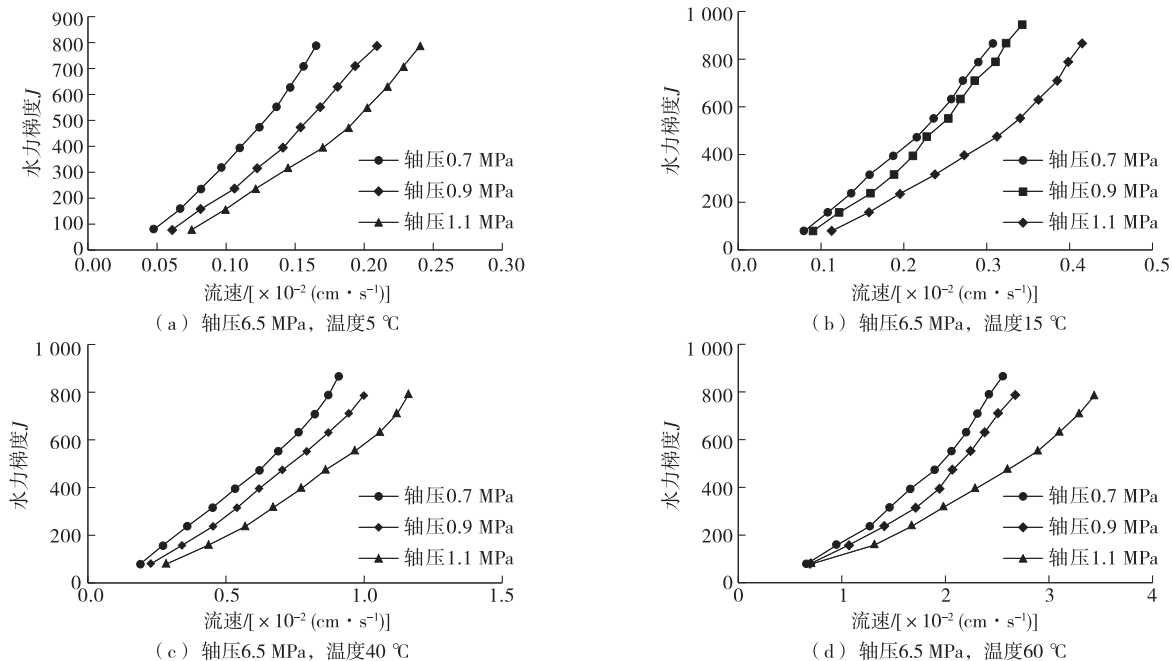 900
800
700
600
500
400
300
200
100
0
水力梯度J
轴压0.7 MPa
轴压0.9 MPa
轴压1.1 MPa
0.00 0.05 0.10 0.15 0.20 0.25 0.30
流速/[ × 10⁻² (cm · s⁻¹)]
（a） 轴压6.5 MPa，温度5 ℃
1 000
800
600
400
200
0
水力梯度J
轴压0.7 MPa
轴压0.9 MPa
轴压1.1 MPa
0.0 0.1 0.2 0.3 0.4 0.5
流速/[ × 10⁻² (cm · s⁻¹)]
（b） 轴压6.5 MPa，温度15 ℃
1 000
800
600
400
200
0
水力梯度J
轴压0.7 MPa
轴压0.9 MPa
轴压1.1 MPa
0.0 0.5 1.0 1.5
流速/[ × 10⁻² (cm · s⁻¹)]
（c） 轴压6.5 MPa，温度40 ℃
1 000
800
600
400
200
0
水力梯度J
轴压0.7 MPa
轴压0.9 MPa
轴压1.1 MPa
0 1 2 3 4
流速/[ × 10⁻² (cm · s⁻¹)]
（d） 轴压6.5 MPa，温度60 ℃